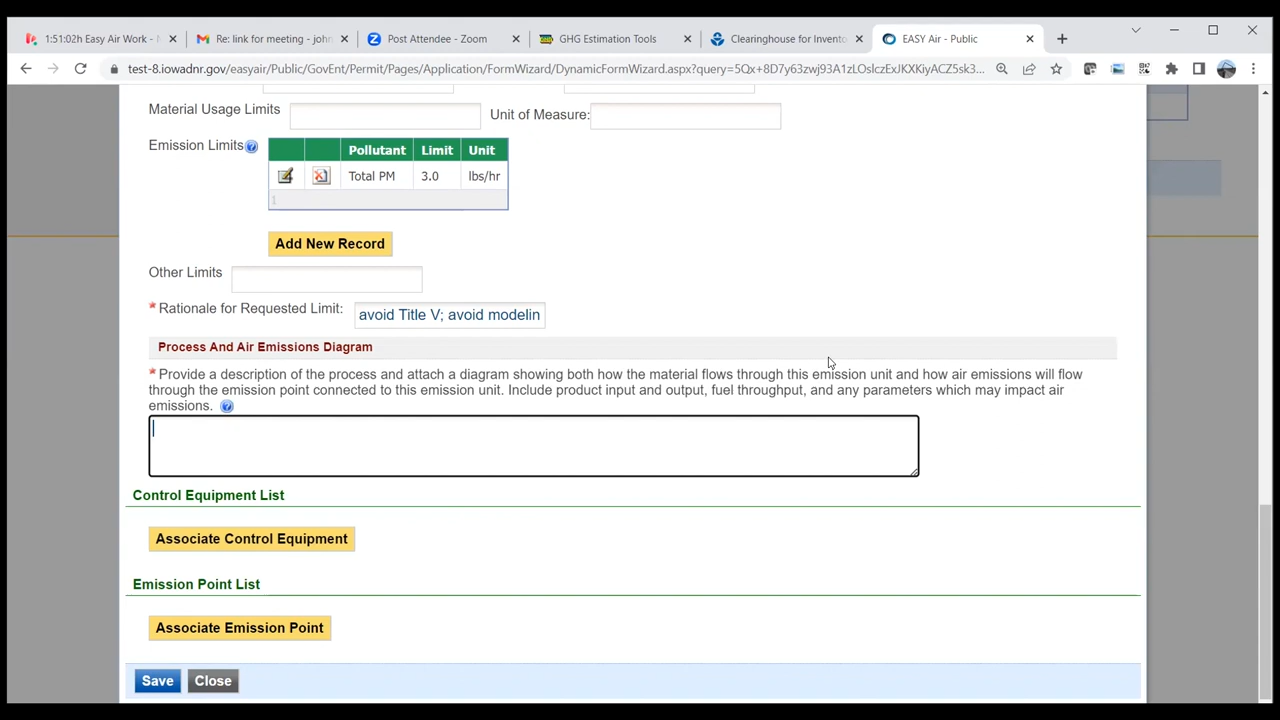 1:51:02h Easy Air Work -
Re: link for meeting - john
Post Attendee - Zoom
GHG Estimation Tools
Clearinghouse for Invento
EASY Air - Public
test-8.iowadnr.gov/easyair/Public/GovEnt/Permit/Pages/Application/FormWizard/DynamicFormWizard.aspx?query=5Qx+8D7y63zwj93A1zLOslczExJKXKiyACZ5sk3...
Material Usage Limits
Unit of Measure:
Emission Limits
Pollutant Limit Unit
Total PM 3.0 lbs/hr
1
Add New Record
Other Limits
* Rationale for Requested Limit: avoid Title V; avoid modelin
Process And Air Emissions Diagram
* Provide a description of the process and attach a diagram showing both how the material flows through this emission unit and how air emissions will flow
through the emission point connected to this emission unit. Include product input and output, fuel throughput, and any parameters which may impact air
emissions.
Control Equipment List
Associate Control Equipment
Emission Point List
Associate Emission Point
Save Close